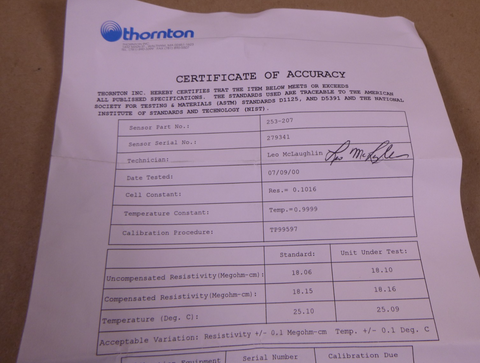 thornton
CERTIFICATE OF ACCURACY
THORNTON INC. HEREBY CERTIFIES THAT THE ITEM BELOW MEETS OR EXCEEDS
ALL PUBLISHED SPECIFICATIONS. THE STANDARDS USED ARE TRACEABLE TO THE AMERICAN
SOCIETY FOR TESTING & MATERIALS (ASTM) STANDARDS D1125, AND D5391 AND THE NATIONAL
INSTITUTE OF STANDARDS AND TECHNOLOGY (NIST).
Sensor Part No.: 253-207
Sensor Serial No.: 279341
Technician: Leo McLaughlin Leo McLaughlin
Date Tested: 07/09/00
Cell Constant: Res.= 0.1016
Temperature Constant: Temp.=0.9999
Calibration Procedure: TP99597
Standard: Unit Under Test:
Uncompensated Resistivity(Megohm-cm): 18.06 18.10
Compensated Resistivity(Megohm-cm): 18.15 18.16
Temperature (Deg. C): 25.10 25.09
Acceptable Variation: Resistivity +/- 0.1 Megohm-cm Temp. +/- 0.1 Deg. C
Equipment Serial Number Calibration Due